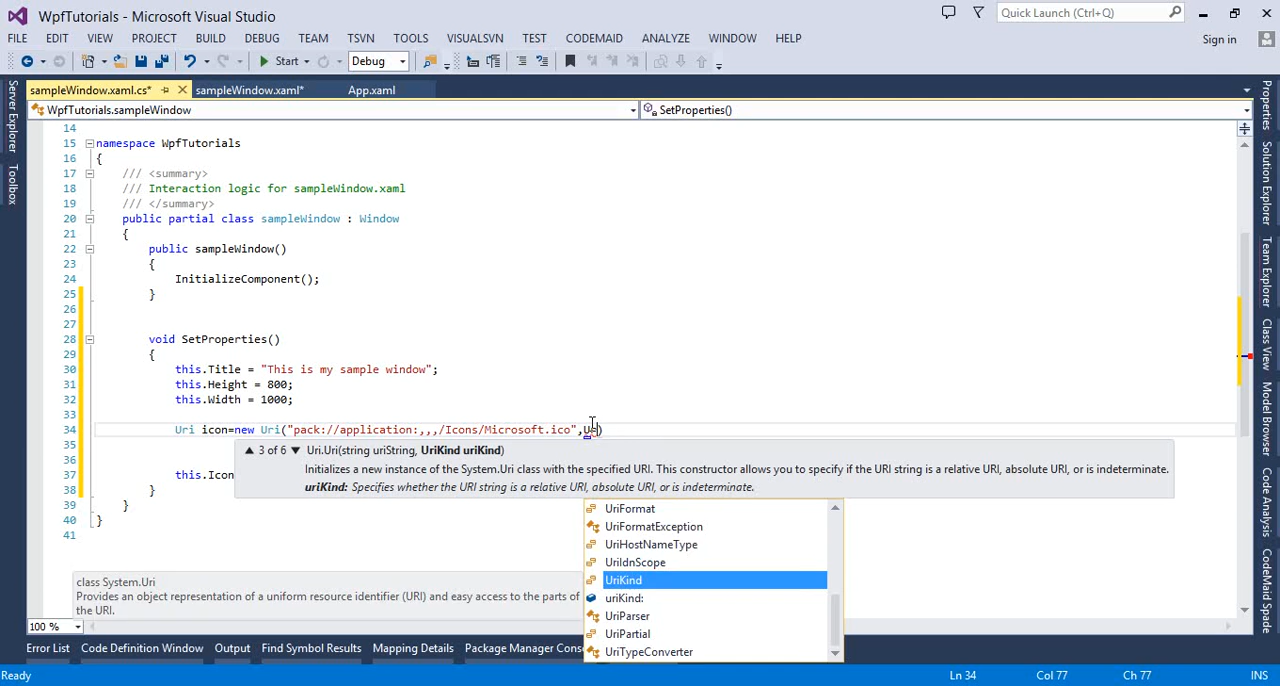 WpfTutorials - Microsoft Visual Studio
Quick Launch (Ctrl+Q)
FILE EDIT VIEW PROJECT BUILD DEBUG TEAM TSVN TOOLS VISUALSVN TEST CODEMAID ANALYZE WINDOW HELP
Sign in
Start Debug
sampleWindow.xaml.cs* sampleWindow.xaml* App.xaml
WpfTutorials.sampleWindow SetProperties()
Server Explorer
Toolbox
14
15 namespace WpfTutorials
16 {
17 /// <summary>
18 /// Interaction logic for sampleWindow.xaml
19 /// </summary>
20 public partial class sampleWindow : Window
21 {
22 public sampleWindow()
23 {
24 InitializeComponent();
25 }
26
27
28 void SetProperties()
29 {
30 this.Title = "This is my sample window";
31 this.Height = 800;
32 this.Width = 1000;
33
34 Uri icon=new Uri("pack://application:,,,/Icons/Microsoft.ico",
35
3 of 6 Uri.Uri(string uriString, UriKind uriKind)
36
Initializes a new instance of the System.Uri class with the specified URI. This constructor allows you to specify if the URI string is a relative URI, absolute URI, or is indeterminate.
37 this.Icon
uriKind: Specifies whether the URI string is a relative URI, absolute URI, or is indeterminate.
38 }
39 }
40 }
41
UriFormat
UriFormatException
UriHostNameType
UriIdnScope
UriKind
uriKind:
UriParser
UriPartial
UriTypeConverter
class System.Uri
Provides an object representation of a uniform resource identifier (URI) and easy access to the parts of
the URI.
100 %
Properties
Solution Explorer
Team Explorer
Class View
Model Browser
Code Analysis
CodeMaid Spade
Error List Code Definition Window Output Find Symbol Results Mapping Details Package Manager Cons
Ready Ln 34 Col 77 Ch 77 INS